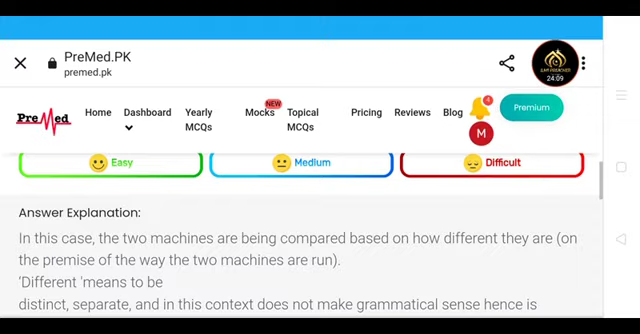 PreMed.PK
premed.pk
24:09
PreMed
Home Dashboard Yearly MCQs Mocks NEW Topical MCQs Pricing Reviews Blog 4 M Premium
Easy Medium Difficult
Answer Explanation:
In this case, the two machines are being compared based on how different they are (on
the premise of the way the two machines are run).
'Different 'means to be
distinct, separate, and in this context does not make grammatical sense hence is